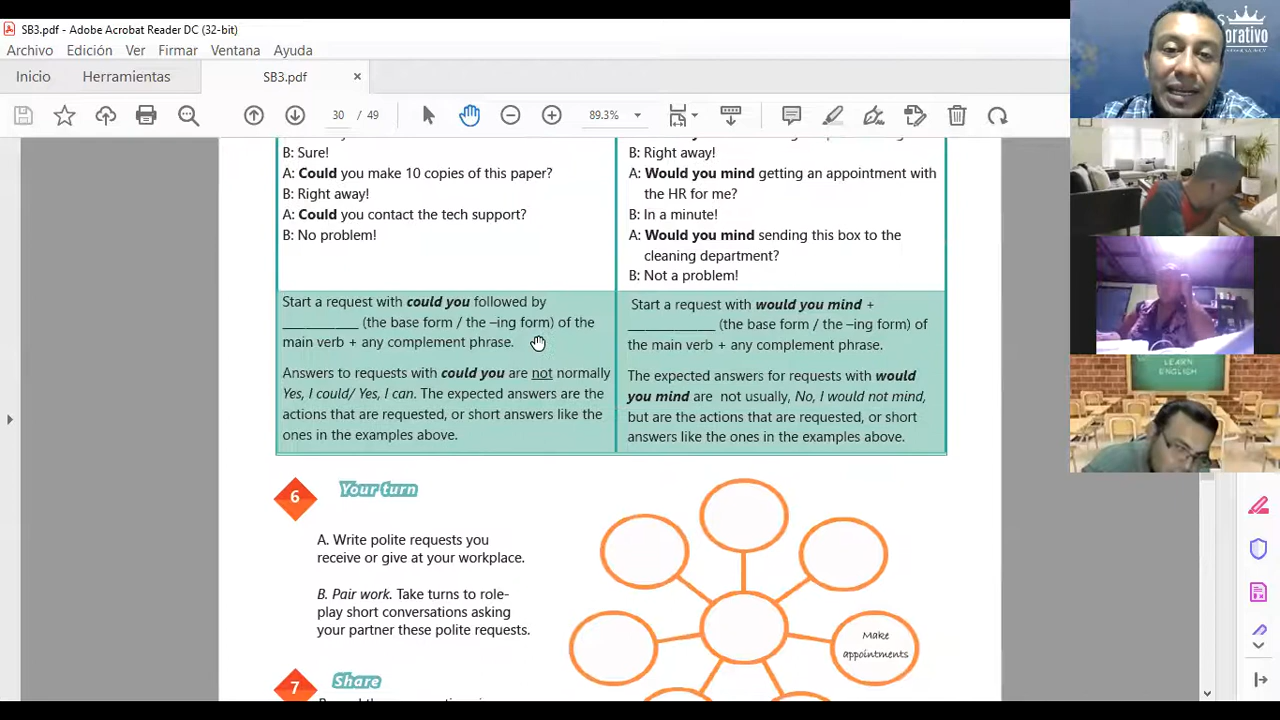 SB3.pdf - Adobe Acrobat Reader DC (32-bit)
Archivo Edición Ver Firmar Ventana Ayuda
Inicio Herramientas SB3.pdf ×
30 / 49 89.3%
B: Sure!
A: Could you make 10 copies of this paper?
B: Right away!
A: Could you contact the tech support?
B: No problem!
B: Right away!
A: Would you mind getting an appointment with
the HR for me?
B: In a minute!
A: Would you mind sending this box to the
cleaning department?
B: Not a problem!
Start a request with could you followed by
____________ (the base form / the –ing form) of the
main verb + any complement phrase.
Answers to requests with could you are not normally
Yes, I could/ Yes, I can. The expected answers are the
actions that are requested, or short answers like the
ones in the examples above.
Start a request with would you mind +
______________ (the base form / the –ing form) of
the main verb + any complement phrase.
The expected answers for requests with would
you mind are not usually, No, I would not mind,
but are the actions that are requested, or short
answers like the ones in the examples above.
6 Your turn
A. Write polite requests you
receive or give at your workplace.
B. Pair work. Take turns to role-
play short conversations asking
your partner these polite requests.
Make
appointments
7 Share
orativo
LEARN
ENGLISH